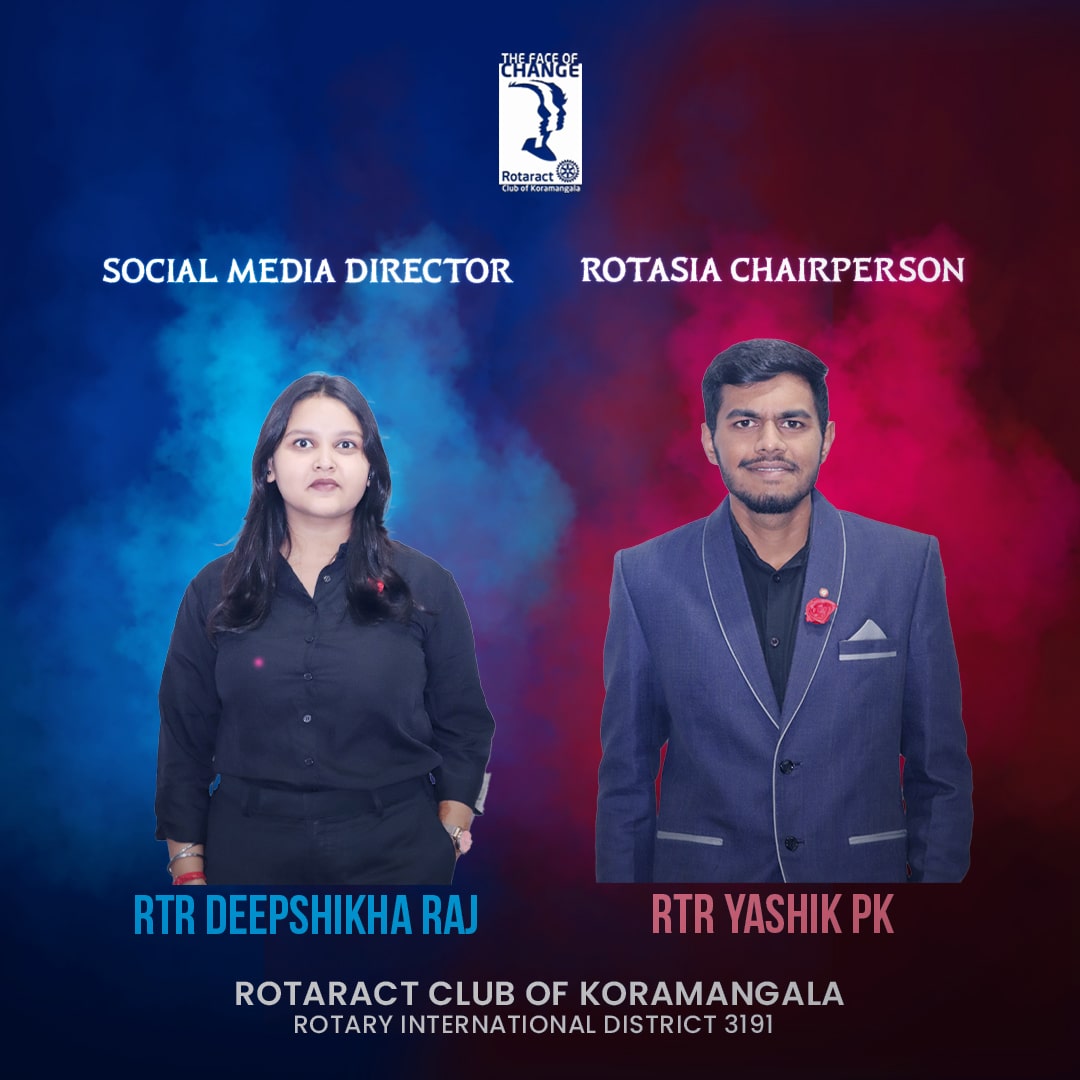 THE FACE OF
CHANGE
Rotaract
Club of Koramangala
SOCIAL MEDIA DIRECTOR
ROTASIA CHAIRPERSON
RTR DEEPSHIKHA RAJ
RTR YASHIK PK
ROTARACT CLUB OF KORAMANGALA
ROTARY INTERNATIONAL DISTRICT 3191